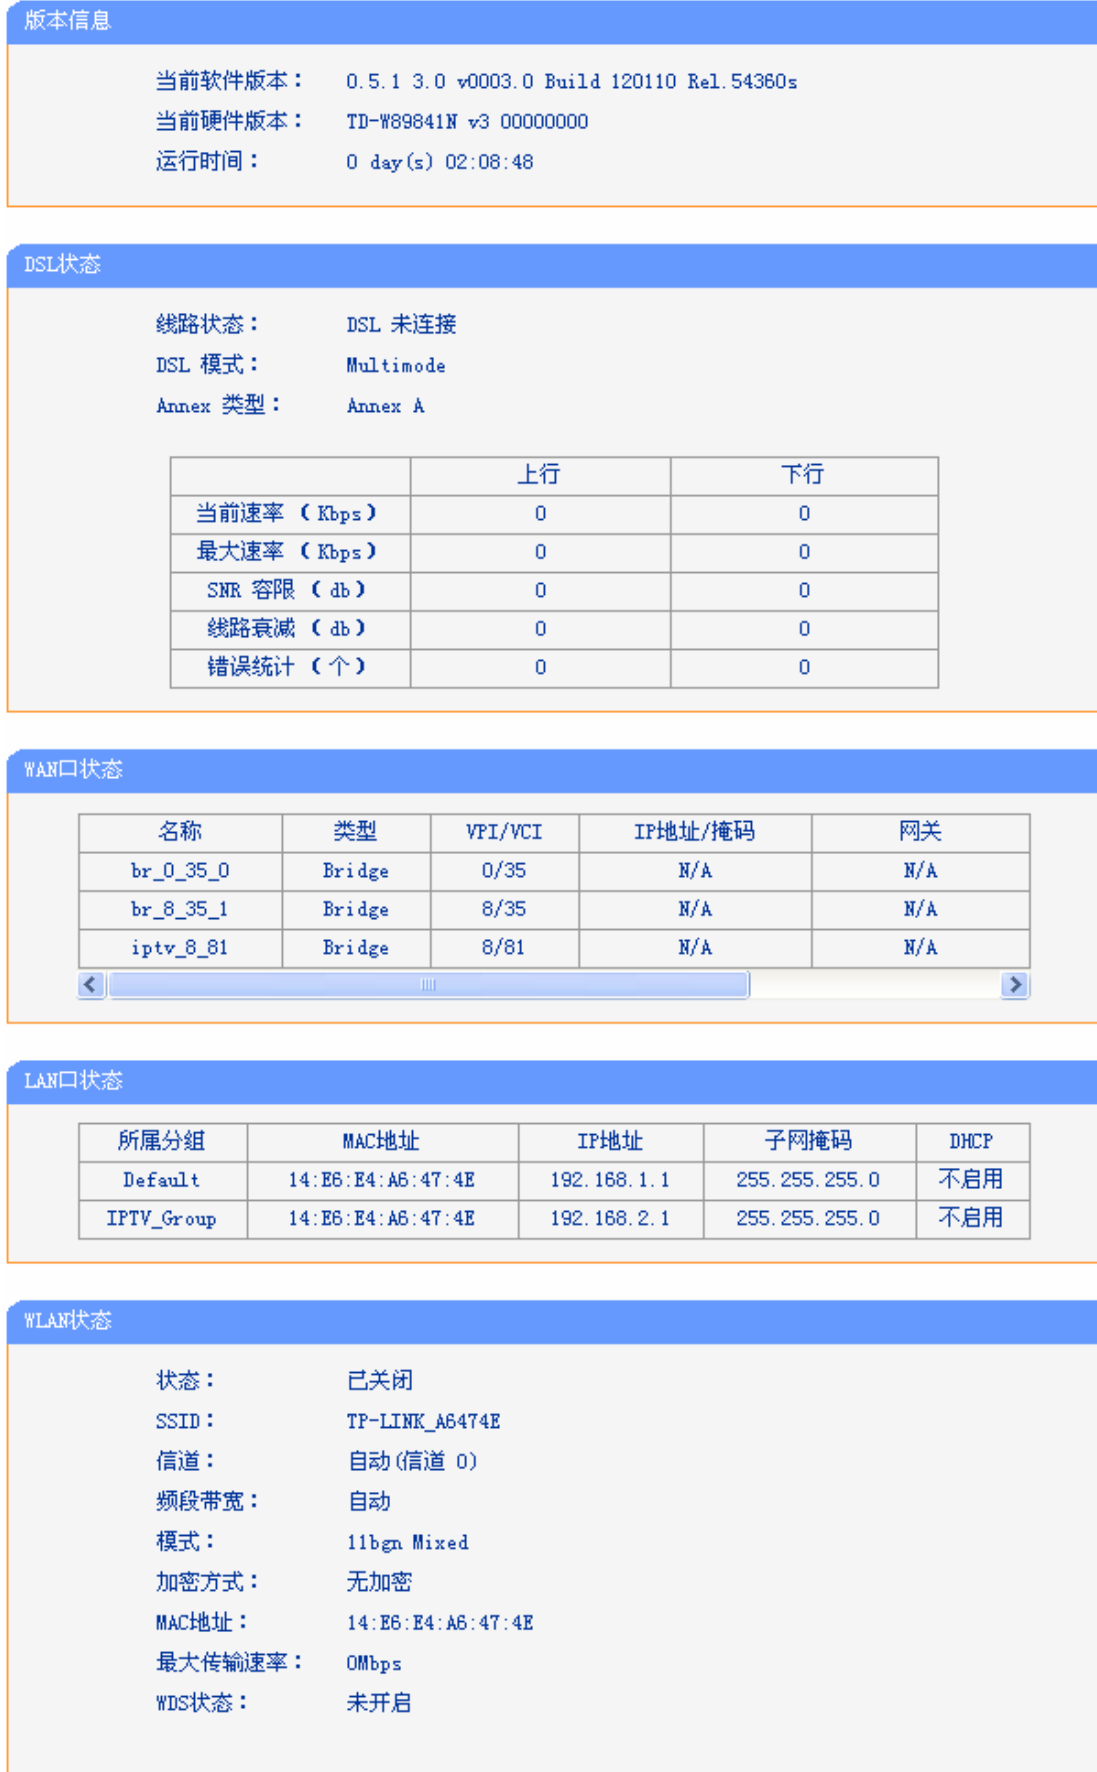 版本信息
当前软件版本： 0.5.1 3.0 v0003.0 Build 120110 Rel.54360s
当前硬件版本： TD-W89841N v3 00000000
运行时间： 0 day(s) 02:08:48
DSL状态
线路状态： DSL 未连接
DSL 模式： Multimode
Annex 类型： Annex A
上行 下行
当前速率 （Kbps） 0 0
最大速率 （Kbps） 0 0
SNR 容限 （db） 0 0
线路衰减 （db） 0 0
错误统计 （个） 0 0
WAN口状态
名称 类型 VPI/VCI IP地址/掩码 网关
br_0_35_0 Bridge 0/35 N/A N/A
br_8_35_1 Bridge 8/35 N/A N/A
iptv_8_81 Bridge 8/81 N/A N/A
LAN口状态
所属分组 MAC地址 IP地址 子网掩码 DHCP
Default 14:E6:E4:A6:47:4E 192.168.1.1 255.255.255.0 不启用
IPTV_Group 14:E6:E4:A6:47:4E 192.168.2.1 255.255.255.0 不启用
WLAN状态
状态： 已关闭
SSID： TP-LINK_A6474E
信道： 自动(信道 0)
频段带宽： 自动
模式： 11bgn Mixed
加密方式： 无加密
MAC地址： 14:E6:E4:A6:47:4E
最大传输速率： 0Mbps
WDS状态： 未开启